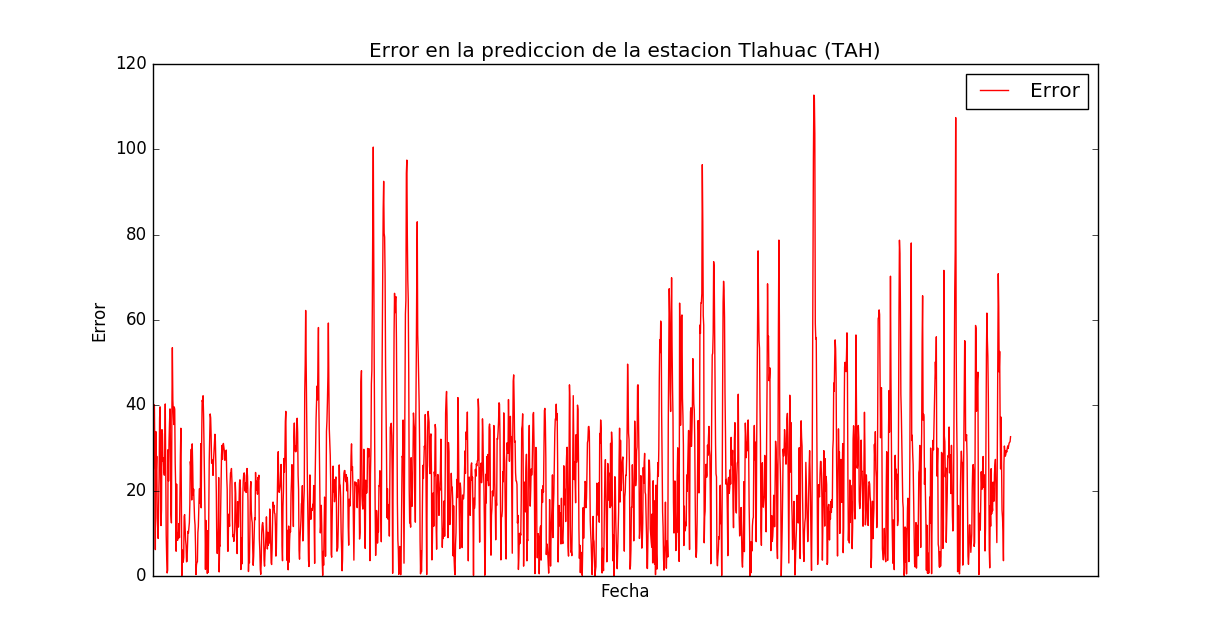 Error en la prediccion de la estacion Tlahuac (TAH)
120
Error
100
80
60
Error
40
20
0
Fecha